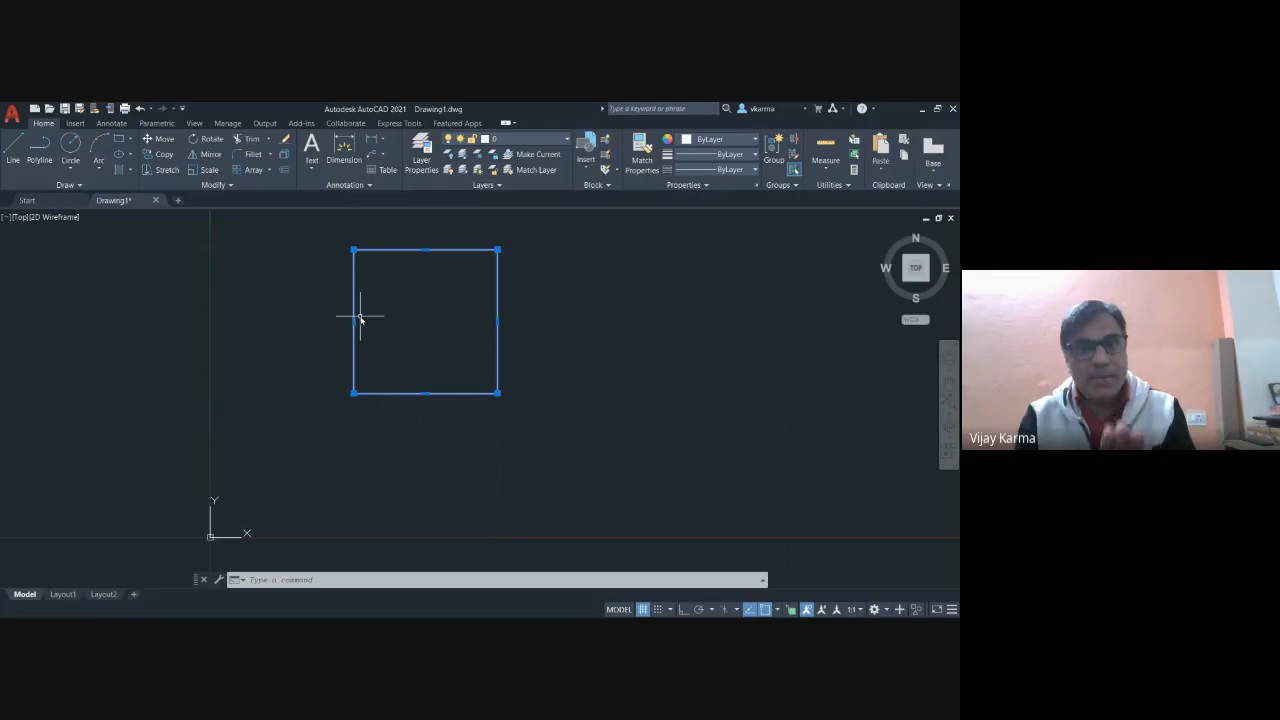 Autodesk AutoCAD 2021 Drawing1.dwg
Type a keyword or phrase
vkarma
Home Insert Annotate Parametric View Manage Output Add-ins Collaborate Express Tools Featured Apps
Line Polyline Circle Arc
Move Rotate Trim
Copy Mirror Fillet
Stretch Scale Array
Text Dimension Table
Layer Properties
0
Make Current
Match Layer
Insert
Match Properties
ByLayer
ByLayer
ByLayer
Group Measure Paste Base
Draw Modify Annotation Layers Block Properties Groups Utilities Clipboard View
Start Drawing1*
[−][Top][2D Wireframe]
N
W TOP E
S
WCS
Vijay Karma
Y
X
Type a command
Model Layout1 Layout2
MODEL 1:1